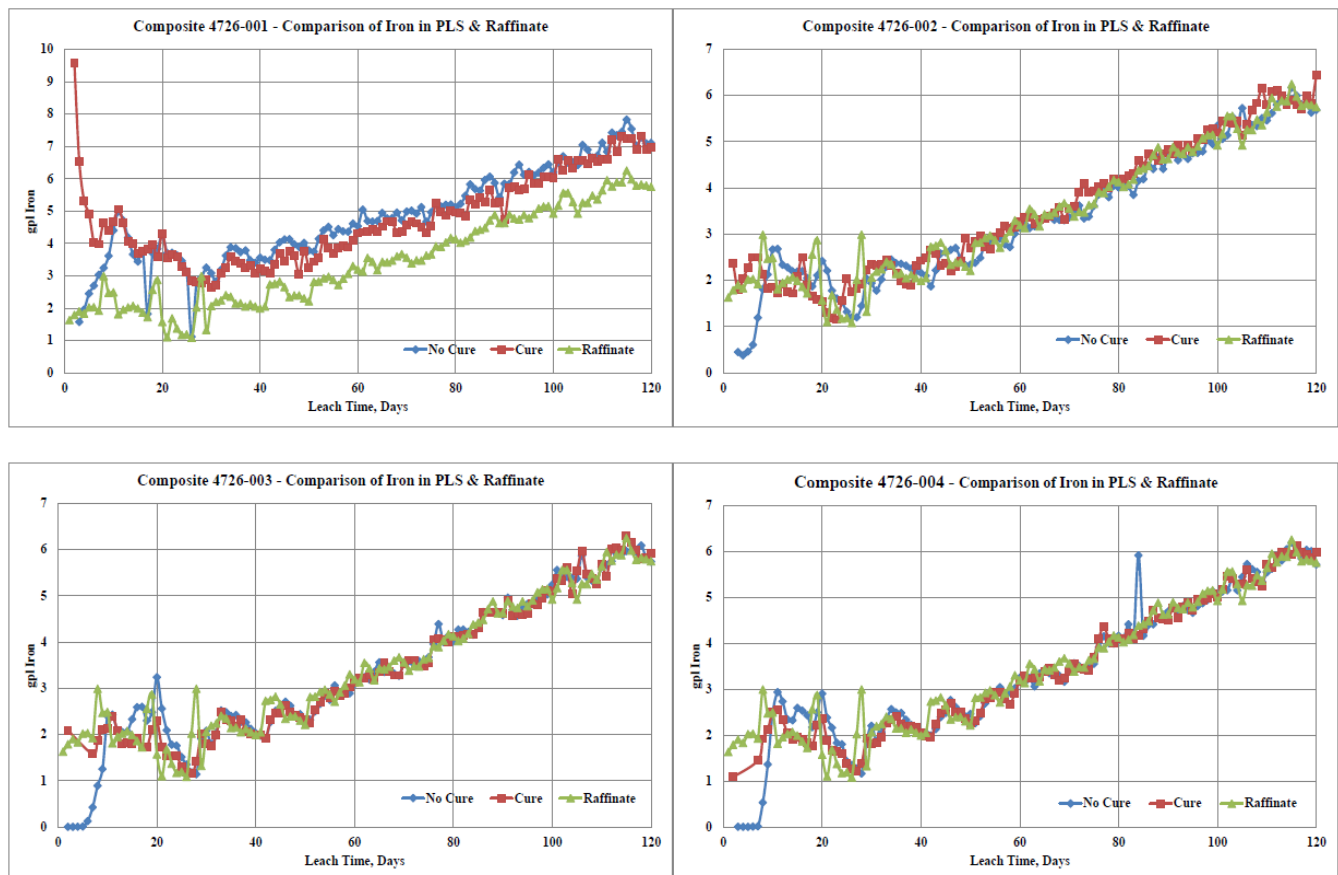 Composite 4726-001 - Comparison of Iron in PLS & Raffinate
10
9
8
7
6
5
4
3
2
1
0
gpl Iron
No Cure Cure Raffinate
0 20 40 60 80 100 120
Leach Time, Days
Composite 4726-002 - Comparison of Iron in PLS & Raffinate
7
6
5
4
3
2
1
0
gpl Iron
No Cure Cure Raffinate
0 20 40 60 80 100 120
Leach Time, Days
Composite 4726-003 - Comparison of Iron in PLS & Raffinate
7
6
5
4
3
2
1
0
gpl Iron
No Cure Cure Raffinate
0 20 40 60 80 100 120
Leach Time, Days
Composite 4726-004 - Comparison of Iron in PLS & Raffinate
7
6
5
4
3
2
1
0
gpl Iron
No Cure Cure Raffinate
0 20 40 60 80 100 120
Leach Time, Days